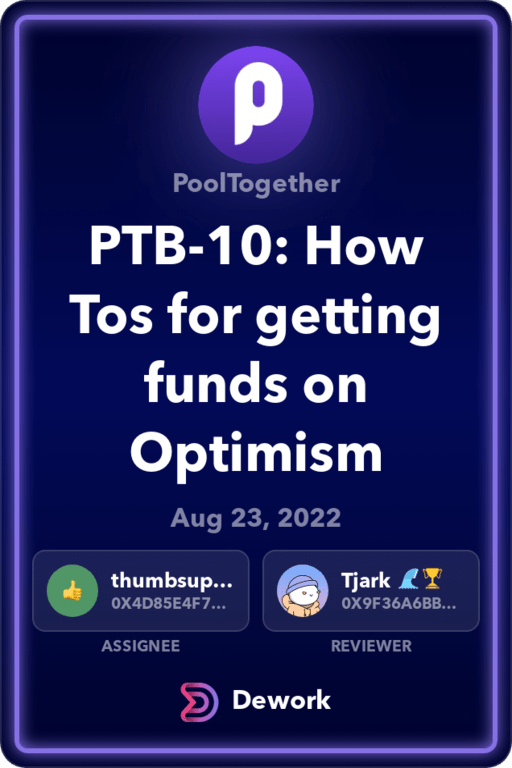 PoolTogether
PTB-10: How
Tos for getting
funds on
Optimism
Aug 23, 2022
thumbsup...
0X4D85E4F7...
Tjark 🌊🏆
0X9F36A6BB...
ASSIGNEE
REVIEWER
Dework